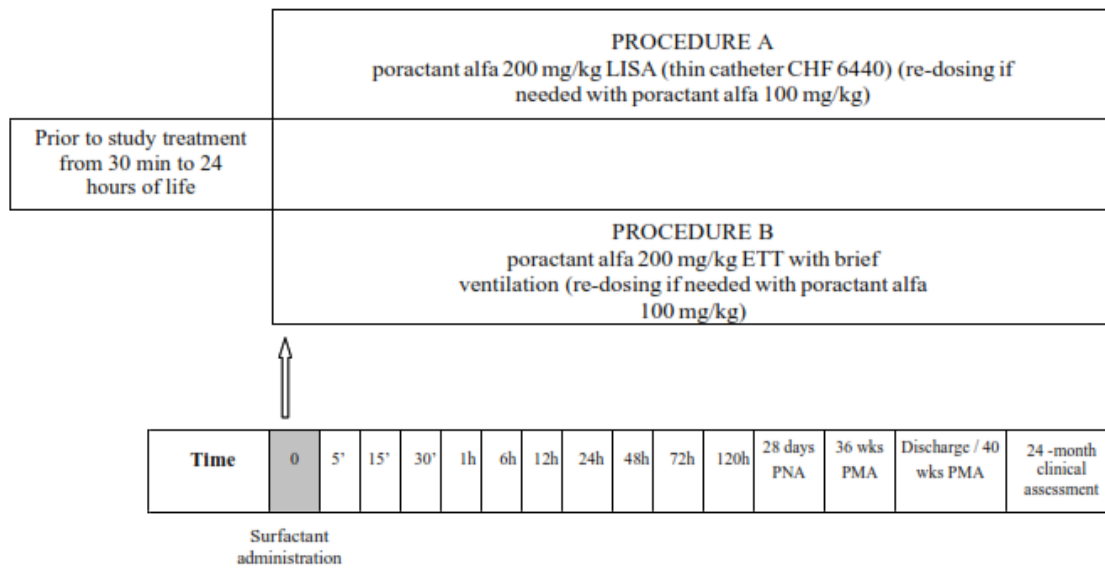 PROCEDURE A
poractant alfa 200 mg/kg LISA (thin catheter CHF 6440) (re-dosing if
needed with poractant alfa 100 mg/kg)
Prior to study treatment
from 30 min to 24
hours of life
PROCEDURE B
poractant alfa 200 mg/kg ETT with brief
ventilation (re-dosing if needed with poractant alfa
100 mg/kg)
Time 0 5' 15' 30' 1h 6h 12h 24h 48h 72h 120h
28 days
PNA
36 wks
PMA
Discharge / 40
wks PMA
24 -month
clinical
assessment
Surfactant
administration